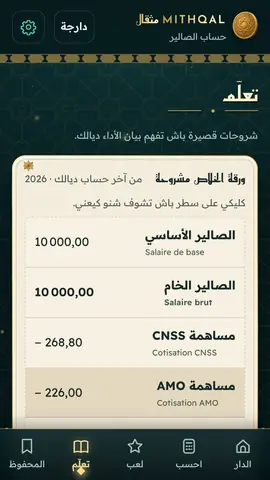 MITHQAL مثقال
حساب الصالير
دارجة
تعلّم
شروحات قصيرة باش تفهم بيان الأداء ديالك.
ورقة الخلاص مشروحة
من آخر حساب ديالك · 2026
كليكي على سطر باش تشوف شنو كيعني.
الصالير الأساسي
Salaire de base
10 000,00
الصالير الخام
Salaire brut
10 000,00
مساهمة CNSS
Cotisation CNSS
− 268,80
مساهمة AMO
Cotisation AMO
− 226,00
الدار
احسب
لعب
تعلّم
المحفوظ